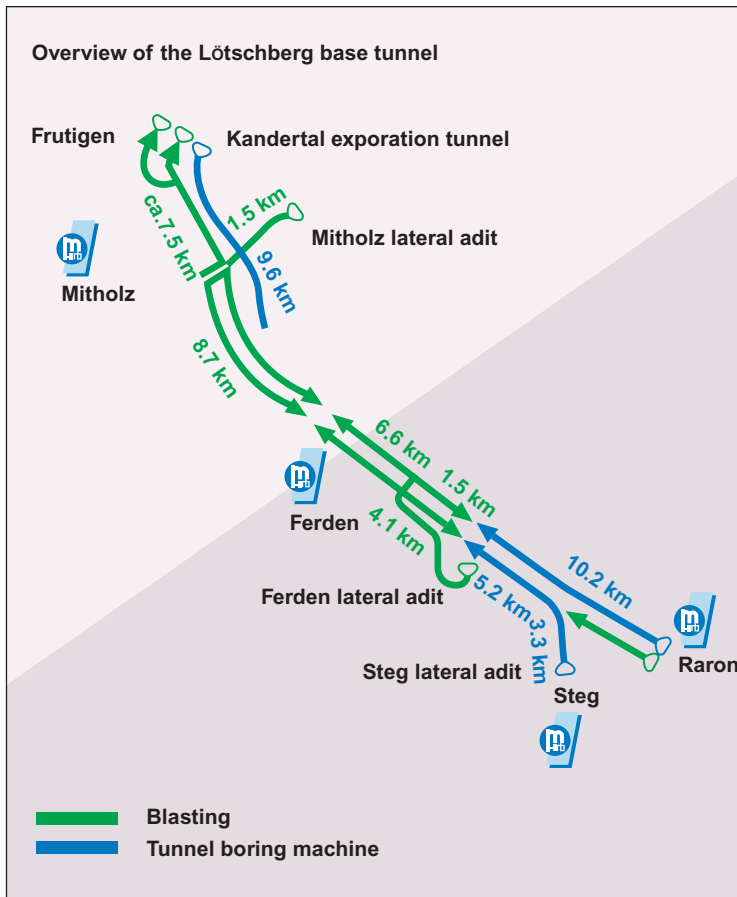 Overview of the Lötschberg base tunnel
Frutigen
Kandertal exporation tunnel
ca.7.5 km
1.5 km
Mitholz lateral adit
9.6 km
Mitholz
8.7 km
6.6 km
1.5 km
Ferden
4.1 km
10.2 km
Ferden lateral adit
5.2 km
3.3 km
Steg lateral adit
Raron
Steg
Blasting
Tunnel boring machine